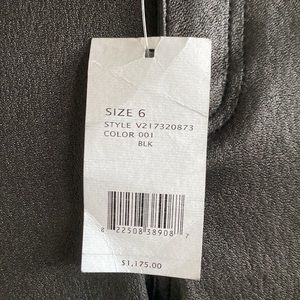 SIZE 6
STYLE V217320873
COLOR 001
BLK
8 22508 38908 7
$1,175.00